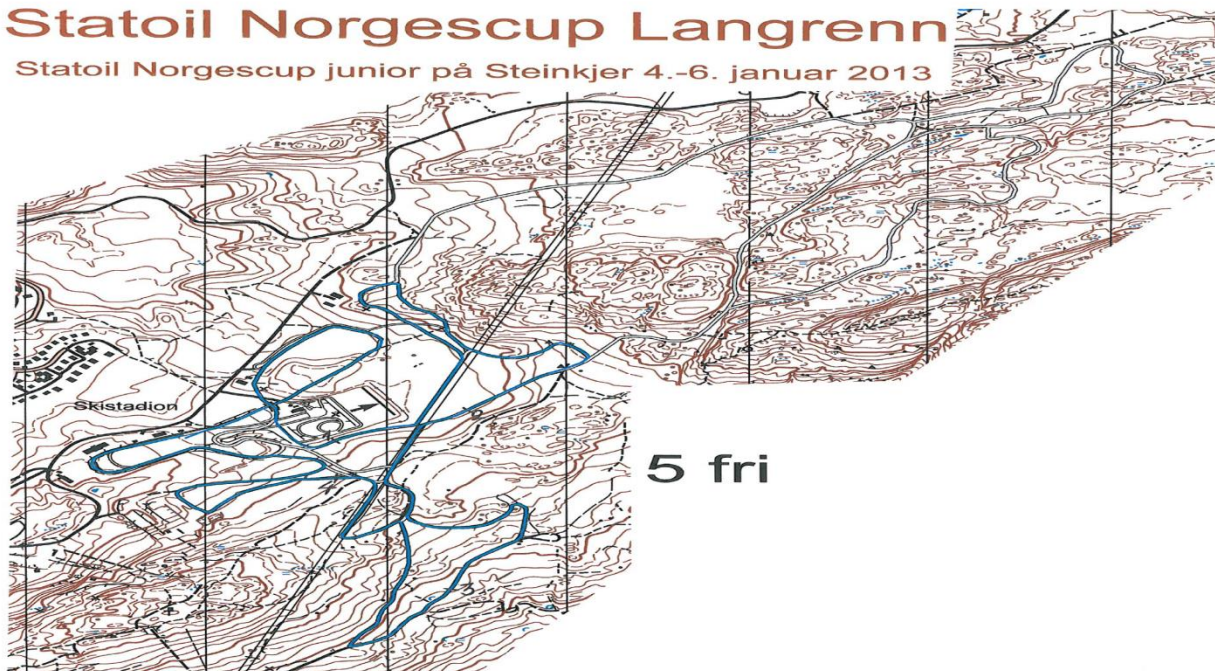 Statoil Norgescup Langrenn
Statoil Norgescup junior på Steinkjer 4.-6. januar 2013
Skistadion
5 fri